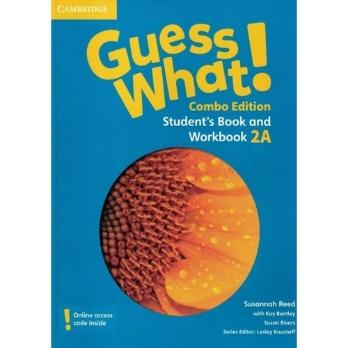 CAMBRIDGE
Guess
What!
Combo Edition
Student's Book and
Workbook 2A
Susannah Reed
with Kay Bentley
Susan Rivers
Series Editor: Lesley Koustaff
! Online access
code inside